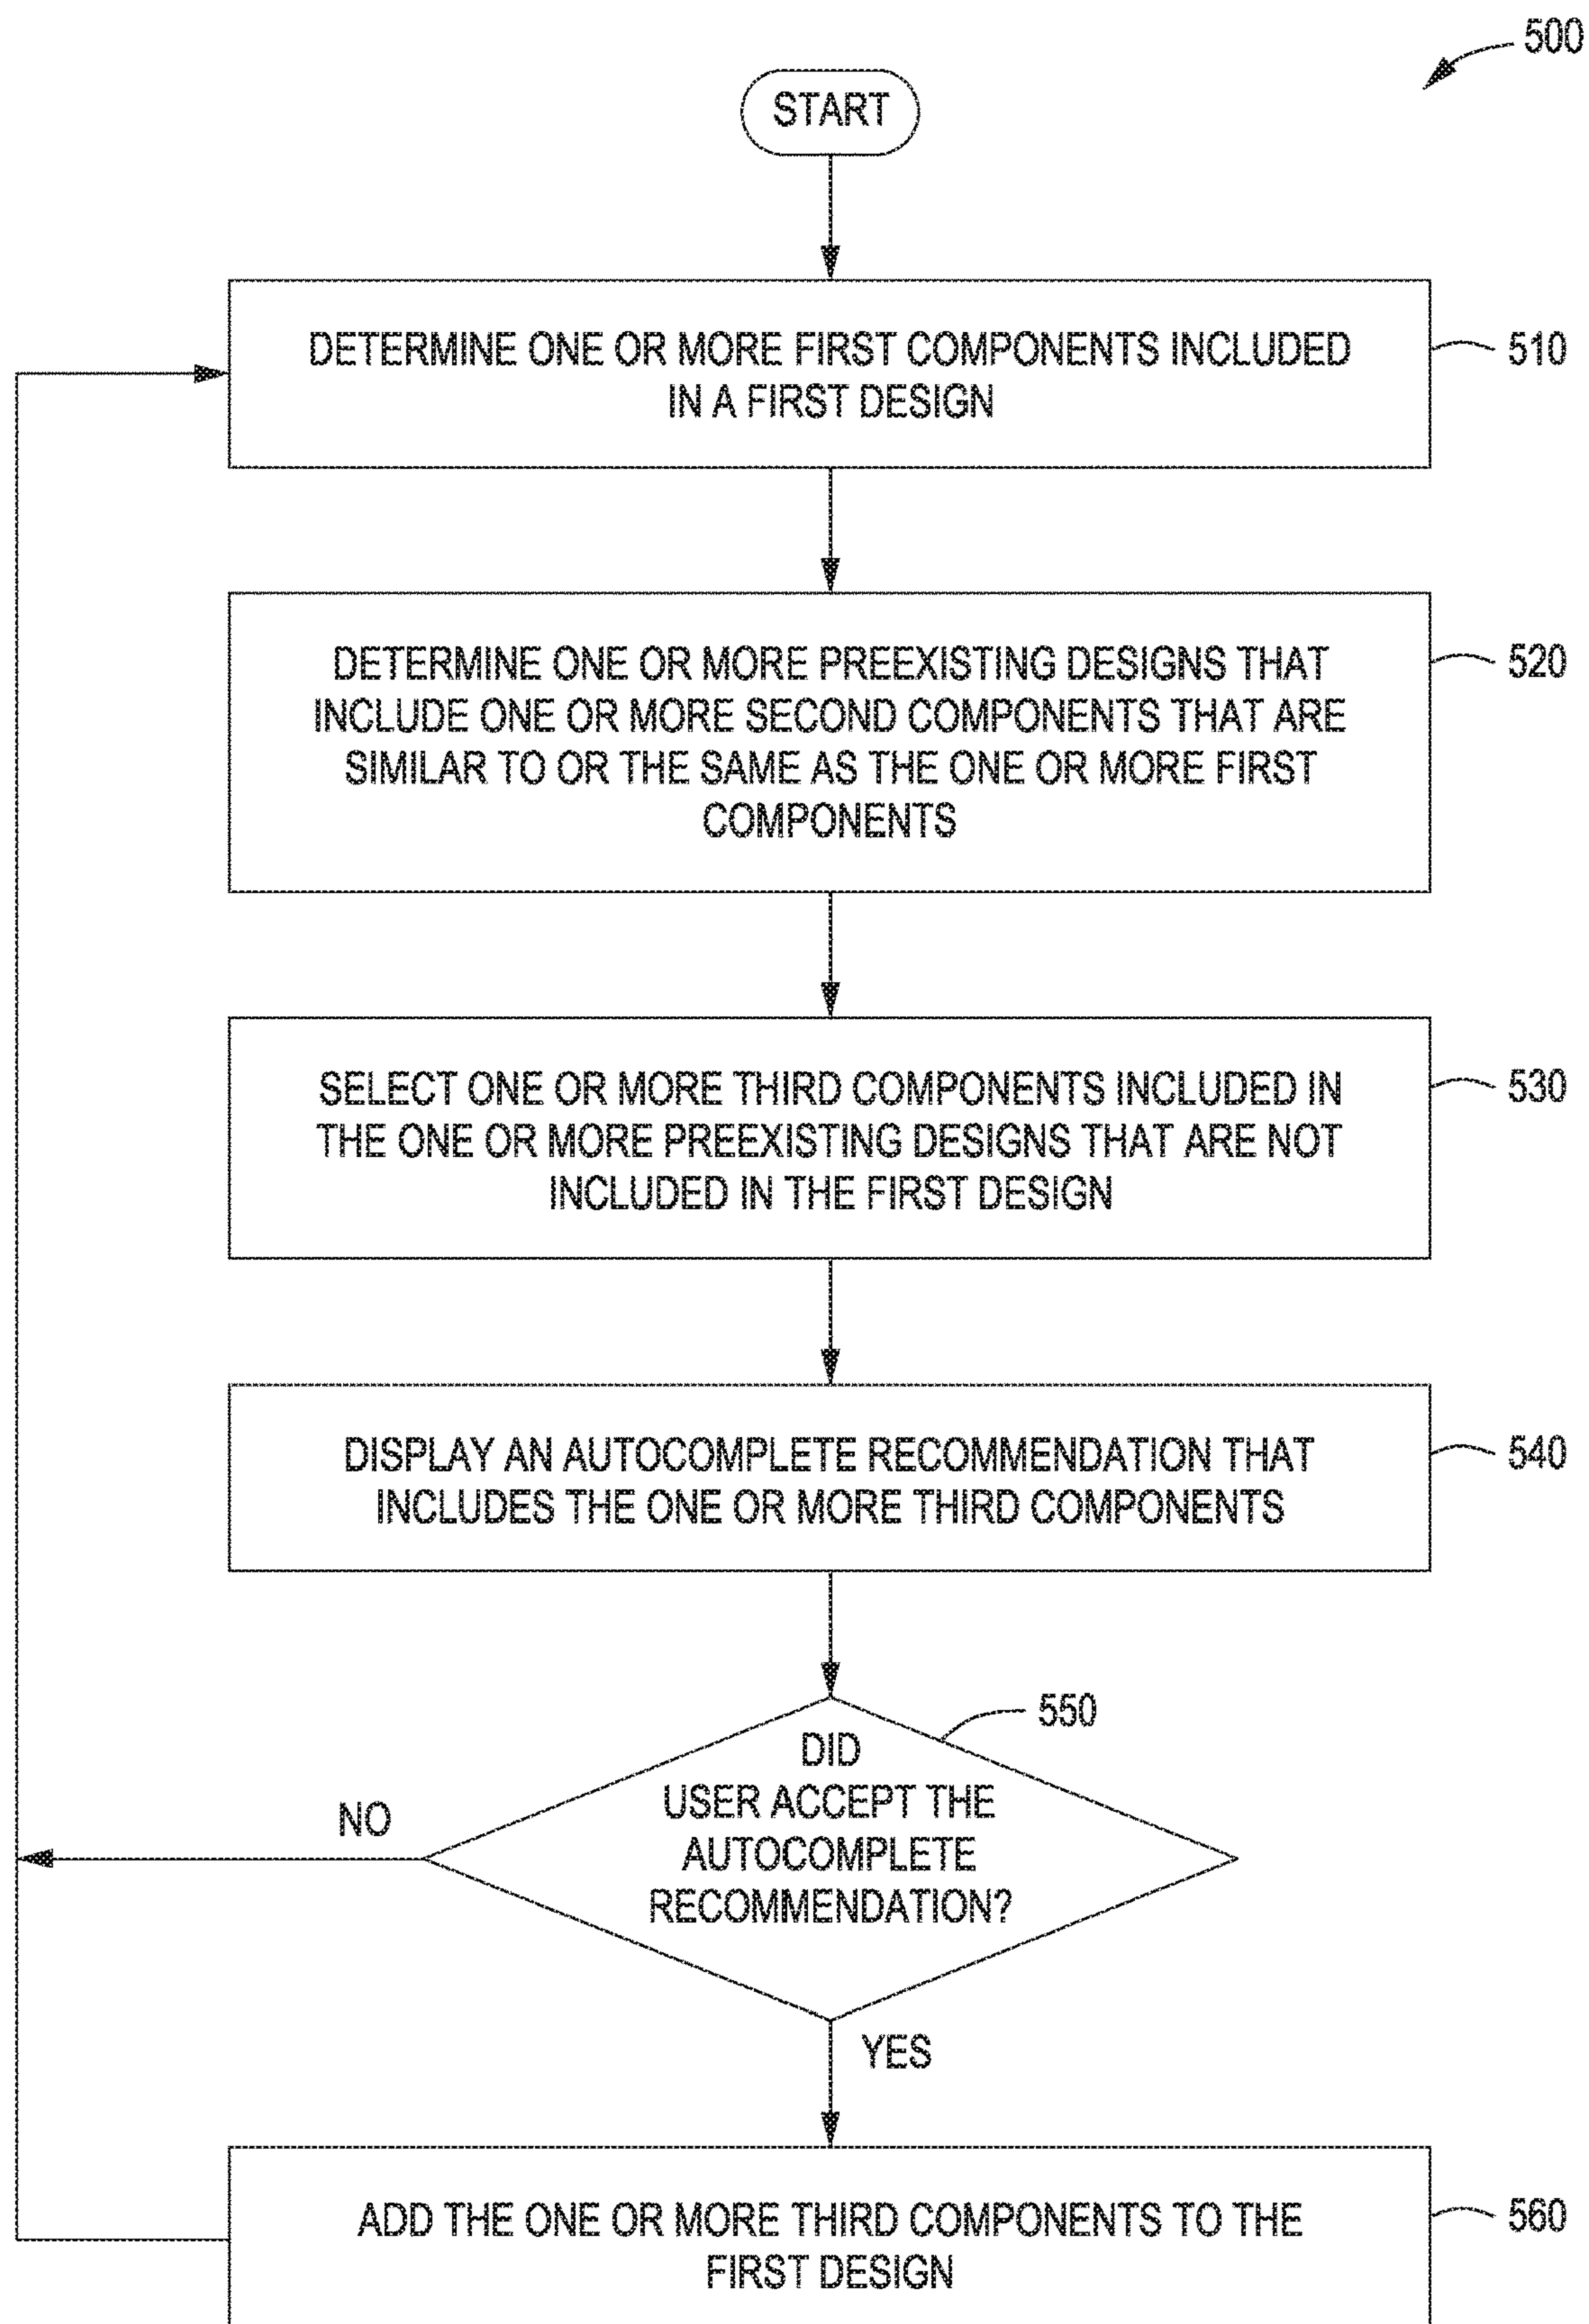 500
START
DETERMINE ONE OR MORE FIRST COMPONENTS INCLUDED
IN A FIRST DESIGN
510
DETERMINE ONE OR MORE PREEXISTING DESIGNS THAT
INCLUDE ONE OR MORE SECOND COMPONENTS THAT ARE
SIMILAR TO OR THE SAME AS THE ONE OR MORE FIRST
COMPONENTS
520
SELECT ONE OR MORE THIRD COMPONENTS INCLUDED IN
THE ONE OR MORE PREEXISTING DESIGNS THAT ARE NOT
INCLUDED IN THE FIRST DESIGN
530
DISPLAY AN AUTOCOMPLETE RECOMMENDATION THAT
INCLUDES THE ONE OR MORE THIRD COMPONENTS
540
550
DID
USER ACCEPT THE
AUTOCOMPLETE
RECOMMENDATION?
NO
YES
ADD THE ONE OR MORE THIRD COMPONENTS TO THE
FIRST DESIGN
560